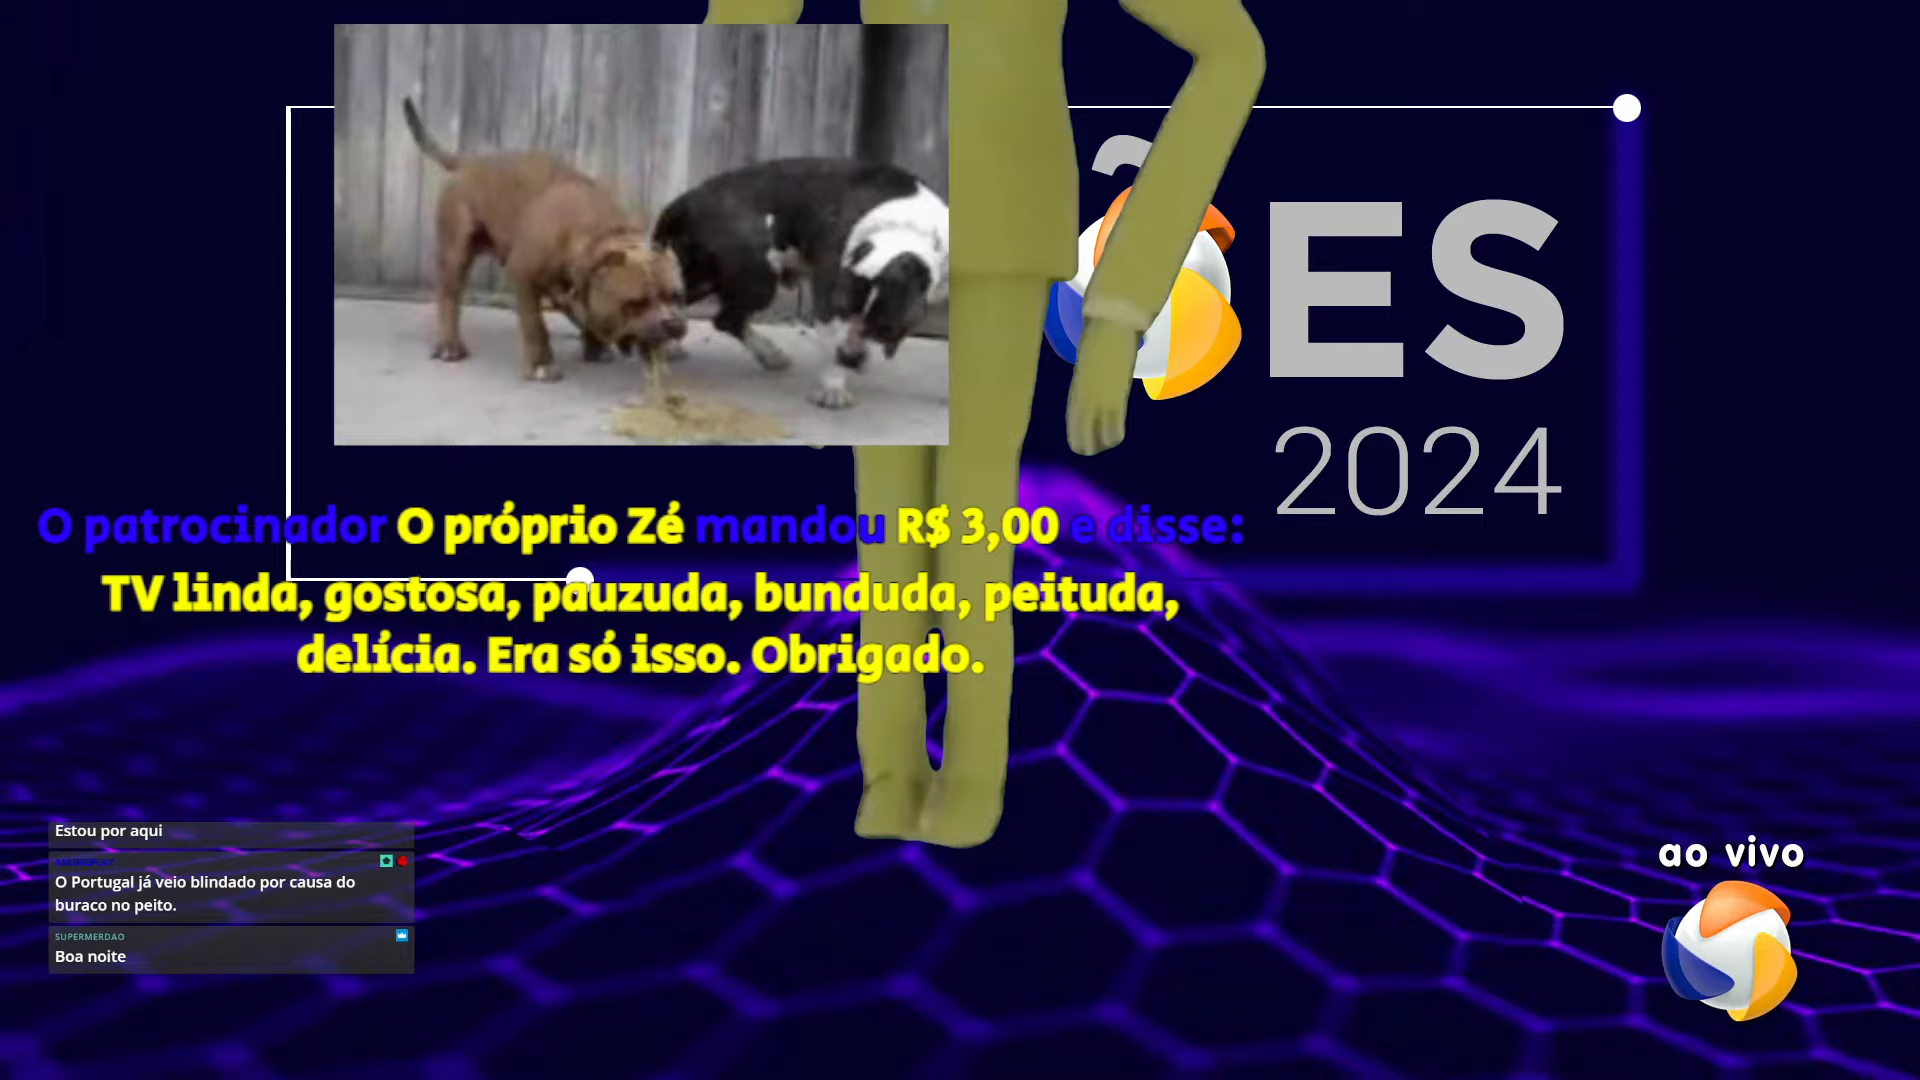 ÕES
2024
O patrocinador O próprio Zé mandou R$ 3,00 e disse:
TV linda, gostosa, pauzuda, bunduda, peituda,
delícia. Era só isso. Obrigado.
Estou por aqui
O Portugal já veio blindado por causa do
buraco no peito.
SUPERMERDAO
Boa noite
ao vivo